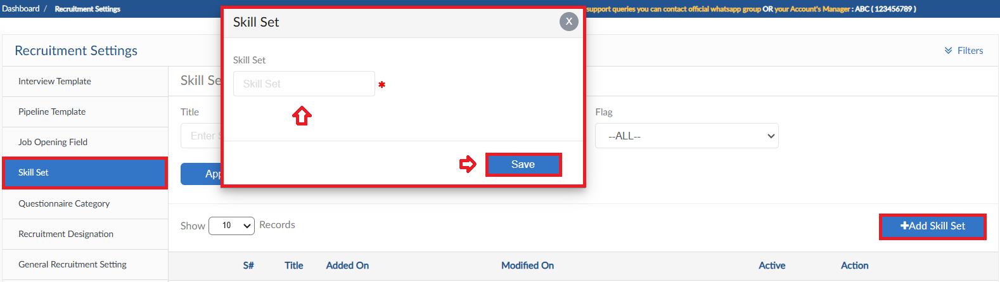 Dashboard / Recruitment Settings
support queries you can contact official whatsapp group OR your Account's Manager : ABC ( 123456789 )
Skill Set
X
Skill Set
Skill Set
*
Save
Recruitment Settings
Filters
Interview Template
Pipeline Template
Job Opening Field
Skill Set
Questionnaire Category
Recruitment Designation
General Recruitment Setting
Skill Se
Title
Enter
Flag
--ALL--
App
Show 10 Records
+Add Skill Set
S# Title Added On Modified On Active Action